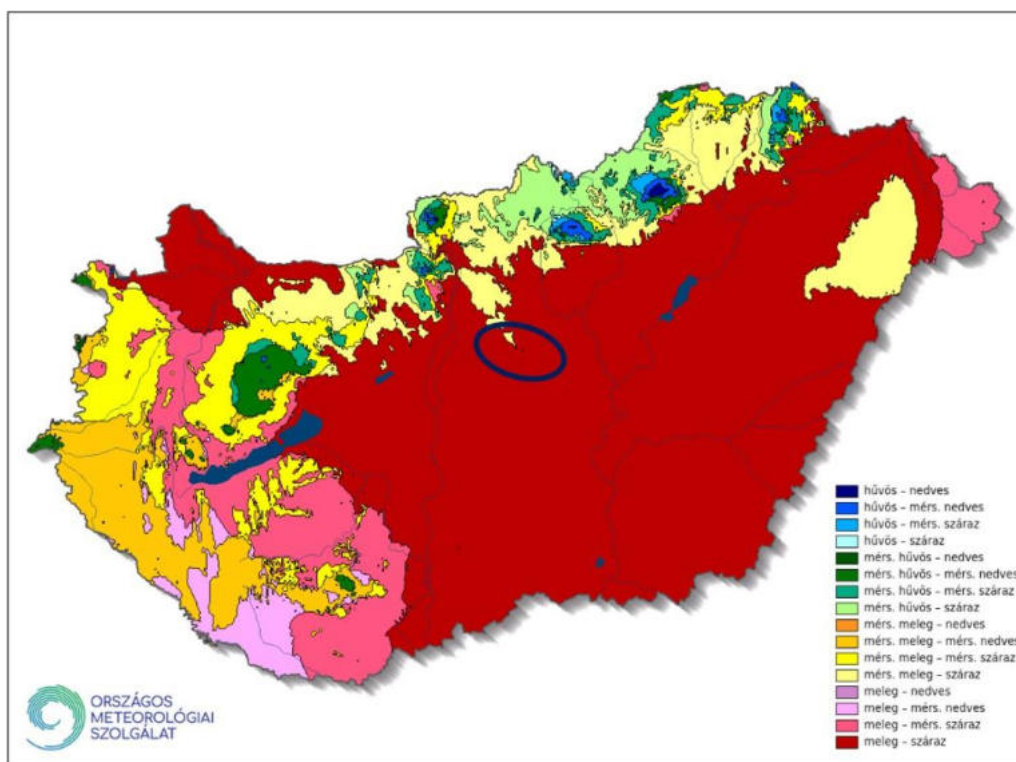 hűvös – nedves
hűvös – mérs. nedves
hűvös – mérs. száraz
hűvös – száraz
mérs. hűvös – nedves
mérs. hűvös – mérs. nedves
mérs. hűvös – mérs. száraz
mérs. hűvös – száraz
mérs. meleg – nedves
mérs. meleg – mérs. nedves
mérs. meleg – mérs. száraz
mérs. meleg – száraz
meleg – nedves
meleg – mérs. nedves
meleg – mérs. száraz
meleg – száraz
ORSZÁGOS
METEOROLÓGIAI
SZOLGÁLAT